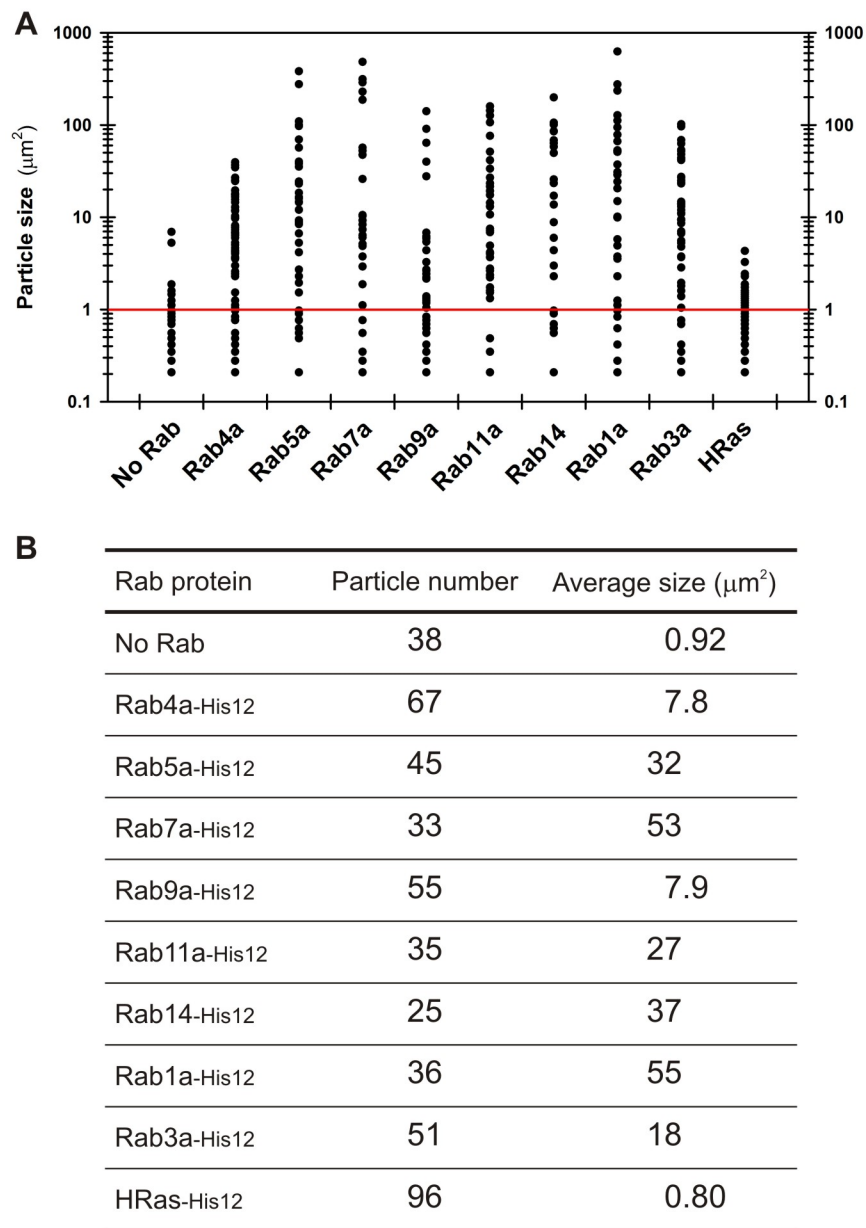 A
1000
100
10
1
0.1
Particle size (μm²)
1000
100
10
1
0.1
No Rab Rab4a Rab5a Rab7a Rab9a Rab11a Rab14 Rab1a Rab3a HRas
B
Rab protein Particle number Average size (μm²)
No Rab 38 0.92
Rab4a-His12 67 7.8
Rab5a-His12 45 32
Rab7a-His12 33 53
Rab9a-His12 55 7.9
Rab11a-His12 35 27
Rab14-His12 25 37
Rab1a-His12 36 55
Rab3a-His12 51 18
HRas-His12 96 0.80